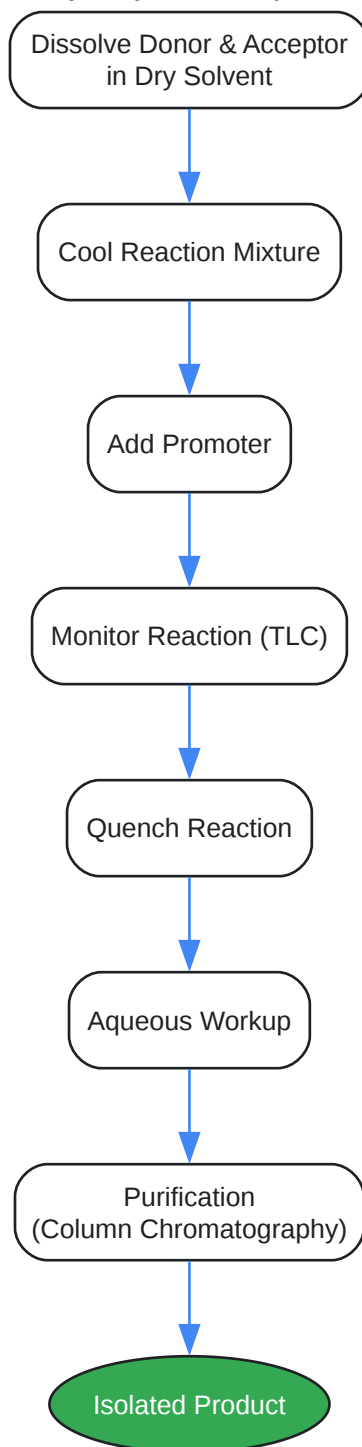 Dissolve Donor & Acceptor
in Dry Solvent
Cool Reaction Mixture
Add Promoter
Monitor Reaction (TLC)
Quench Reaction
Aqueous Workup
Purification
(Column Chromatography)
Isolated Product